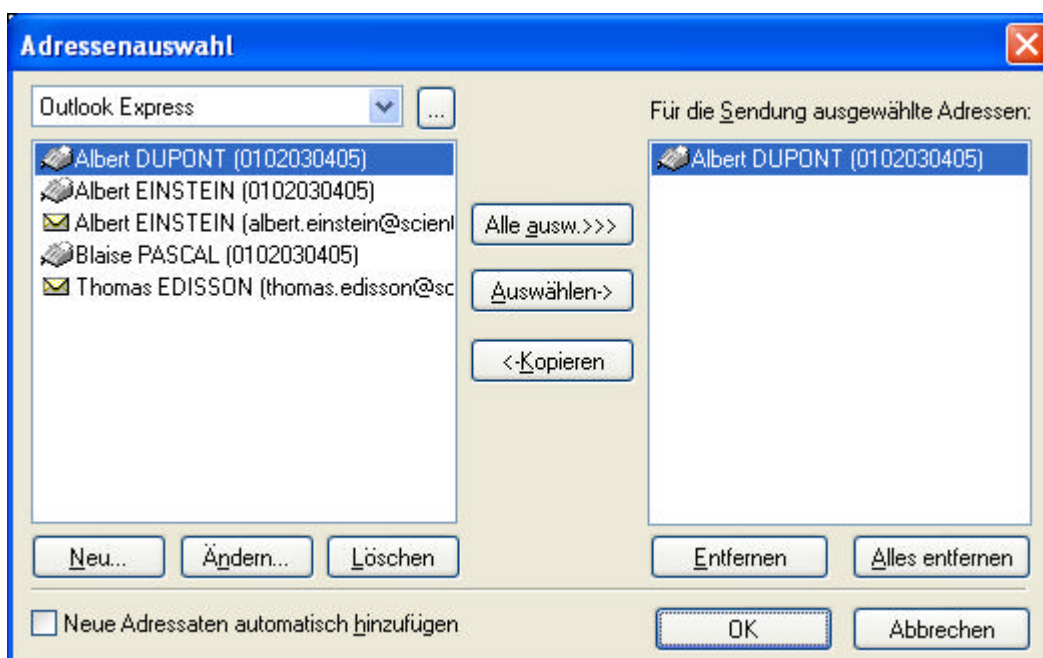 Adressenauswahl
Outlook Express
...
Für die Sendung ausgewählte Adressen:
Albert DUPONT (0102030405)
Albert EINSTEIN (0102030405)
Albert EINSTEIN (albert.einstein@scient
Blaise PASCAL (0102030405)
Thomas EDISSON (thomas.edisson@sc
Alle ausw.>>>
Auswählen->
<-Kopieren
Albert DUPONT (0102030405)
Neu... Ändern... Löschen
Entfernen Alles entfernen
Neue Adressaten automatisch hinzufügen
OK Abbrechen